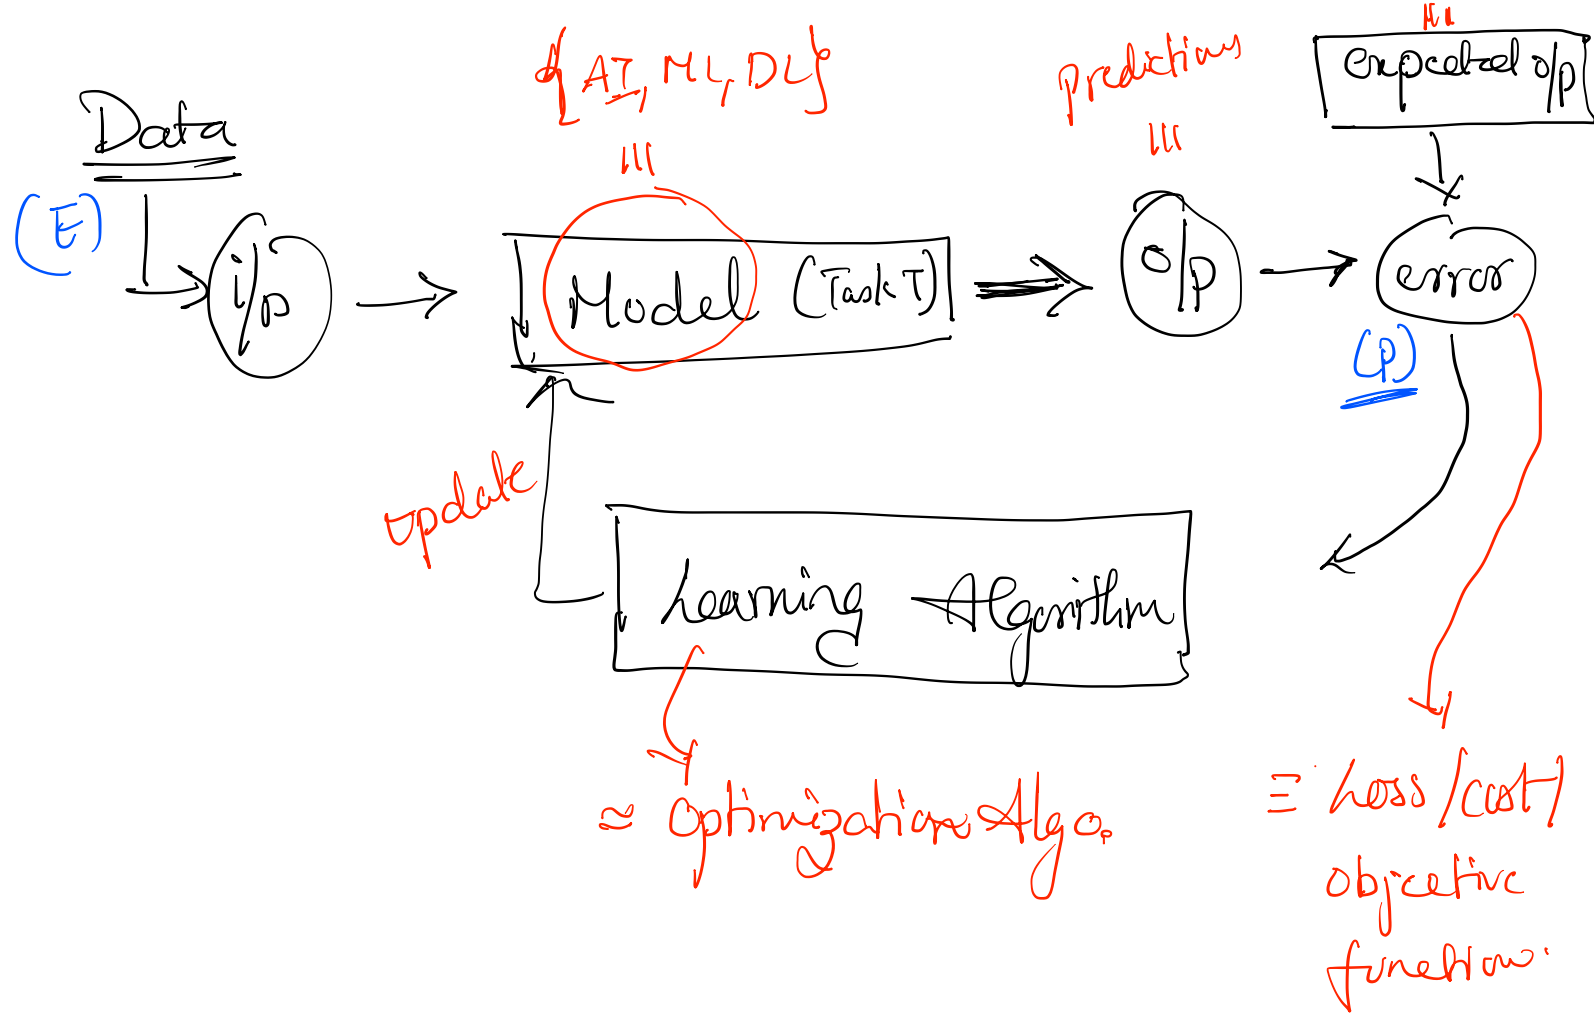 {AI, ML, DL}
predictions
expected o/p
Data
(E)
i/p
Model (Task T)
o/p
error
(P)
update
Learning Algorithm
≈ Optimization Algo.
≡ Loss/cost/
objective
function.